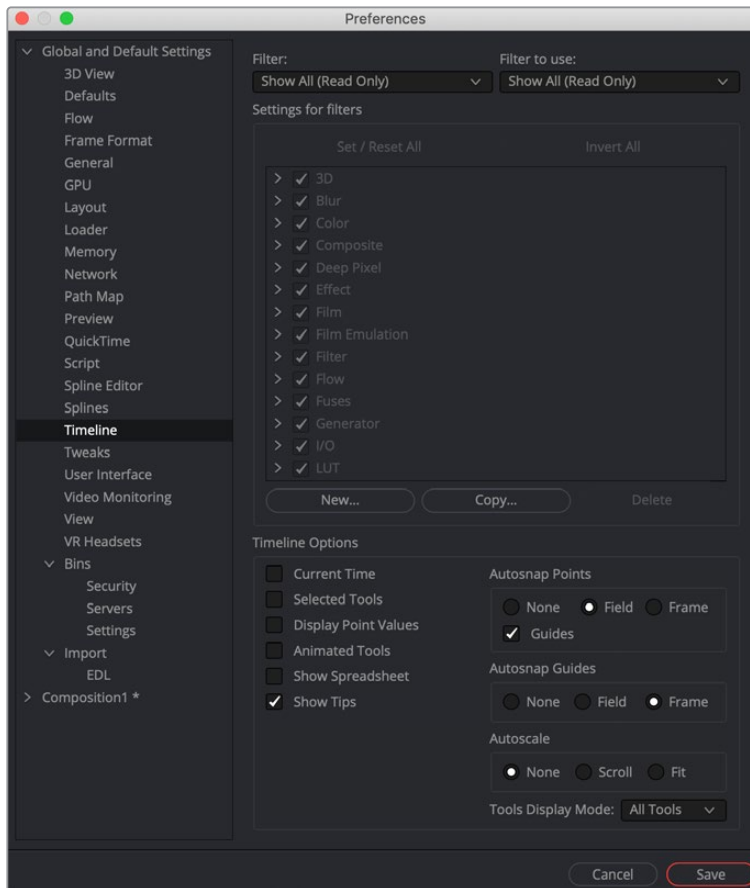 Preferences
Global and Default Settings
3D View
Defaults
Flow
Frame Format
General
GPU
Layout
Loader
Memory
Network
Path Map
Preview
QuickTime
Script
Spline Editor
Splines
Timeline
Tweaks
User Interface
Video Monitoring
View
VR Headsets
Bins
Security
Servers
Settings
Import
EDL
Composition1 *
Filter:
Show All (Read Only)
Filter to use:
Show All (Read Only)
Settings for filters
Set / Reset All
Invert All
3D
Blur
Color
Composite
Deep Pixel
Effect
Film
Film Emulation
Filter
Flow
Fuses
Generator
I/O
LUT
New...
Copy...
Delete
Timeline Options
Current Time
Selected Tools
Display Point Values
Animated Tools
Show Spreadsheet
Show Tips
Autosnap Points
None Field Frame
Guides
Autosnap Guides
None Field Frame
Autoscale
None Scroll Fit
Tools Display Mode: All Tools
Cancel
Save